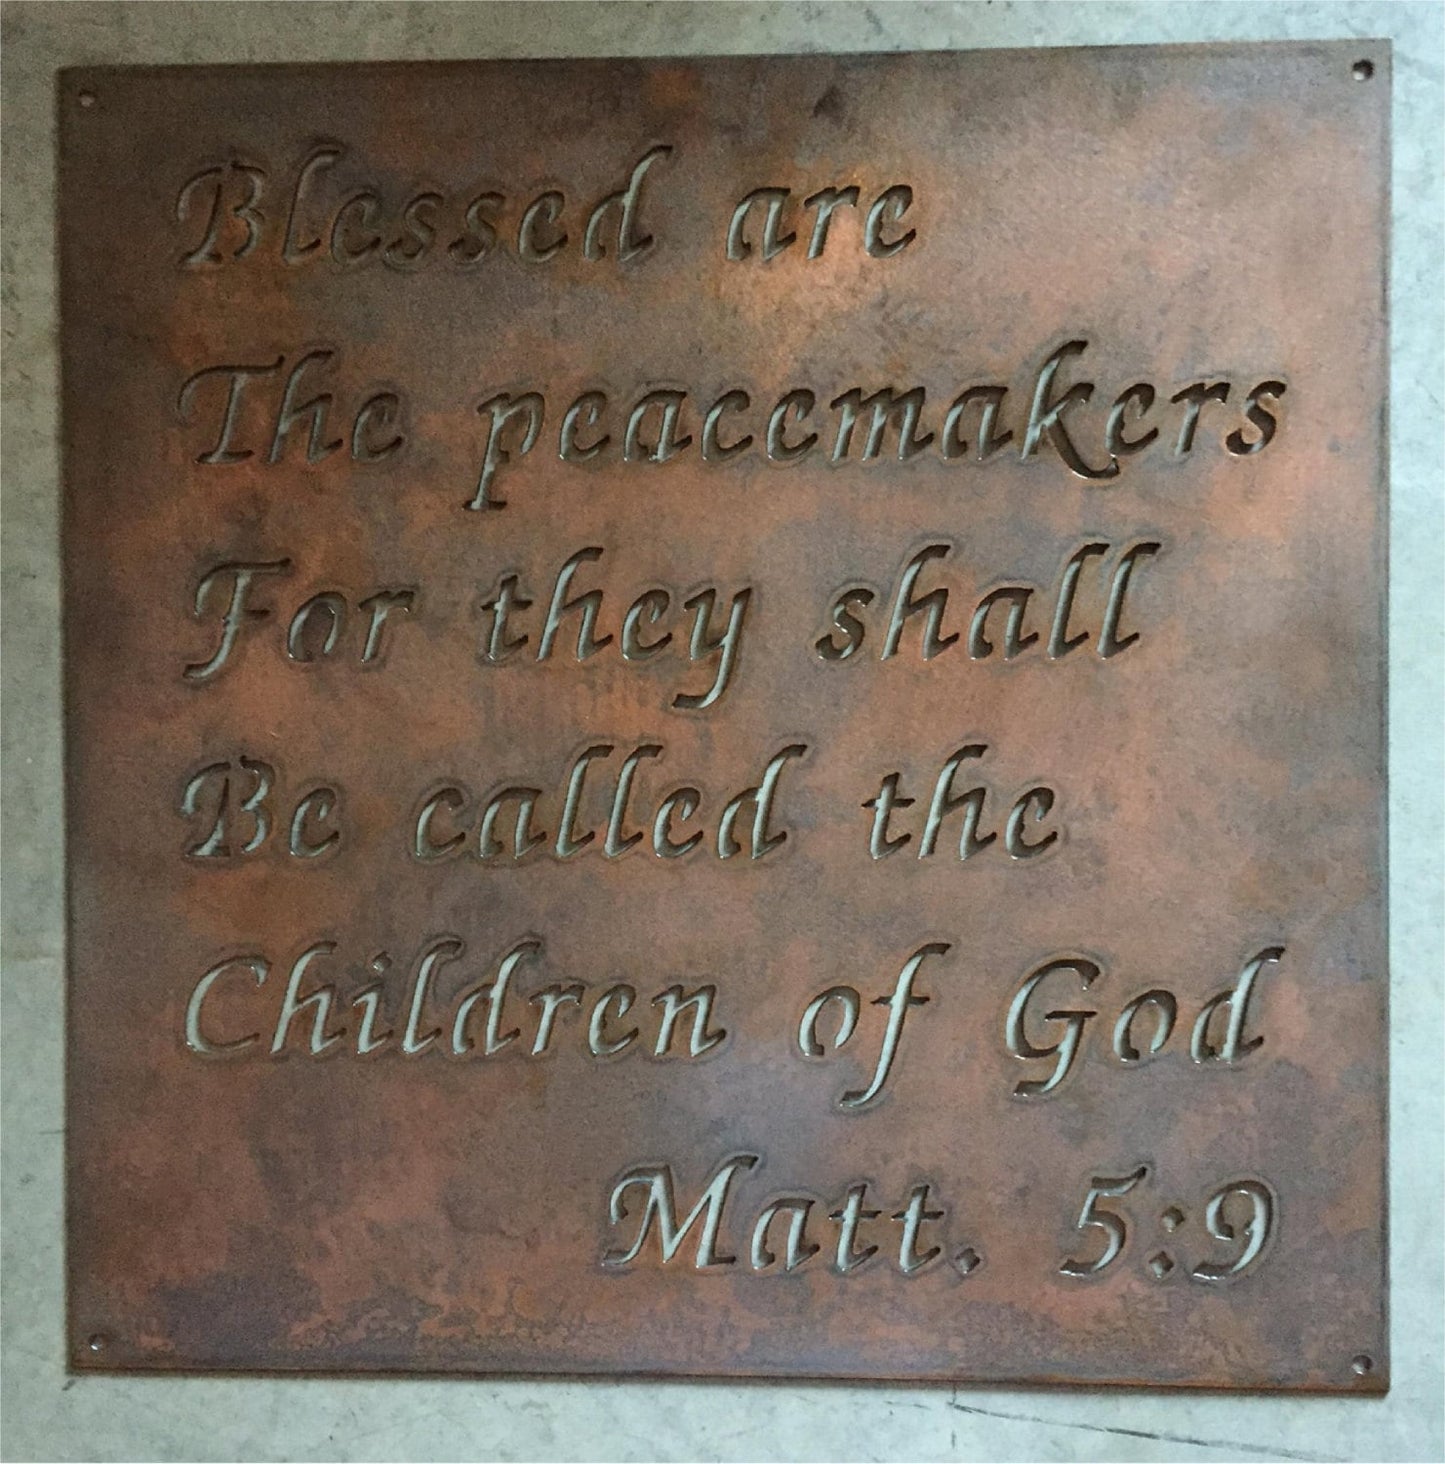 Blessed are
The peacemakers
For they shall
Be called the
Children of God
Matt. 5:9